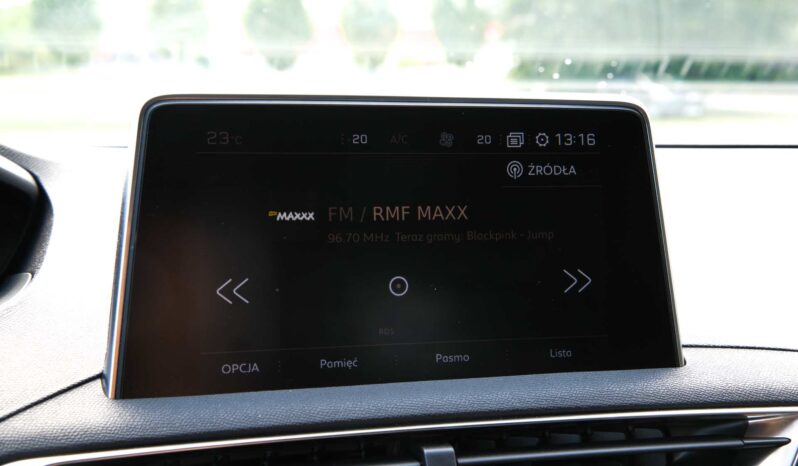 23°C 20 A/C 20 13:16
ŹRÓDŁA
MAXXX FM / RMF MAXX
96.70 MHz Teraz gramy: Blackpink - Jump
RDS
OPCJA Pamięć Pasmo Lista